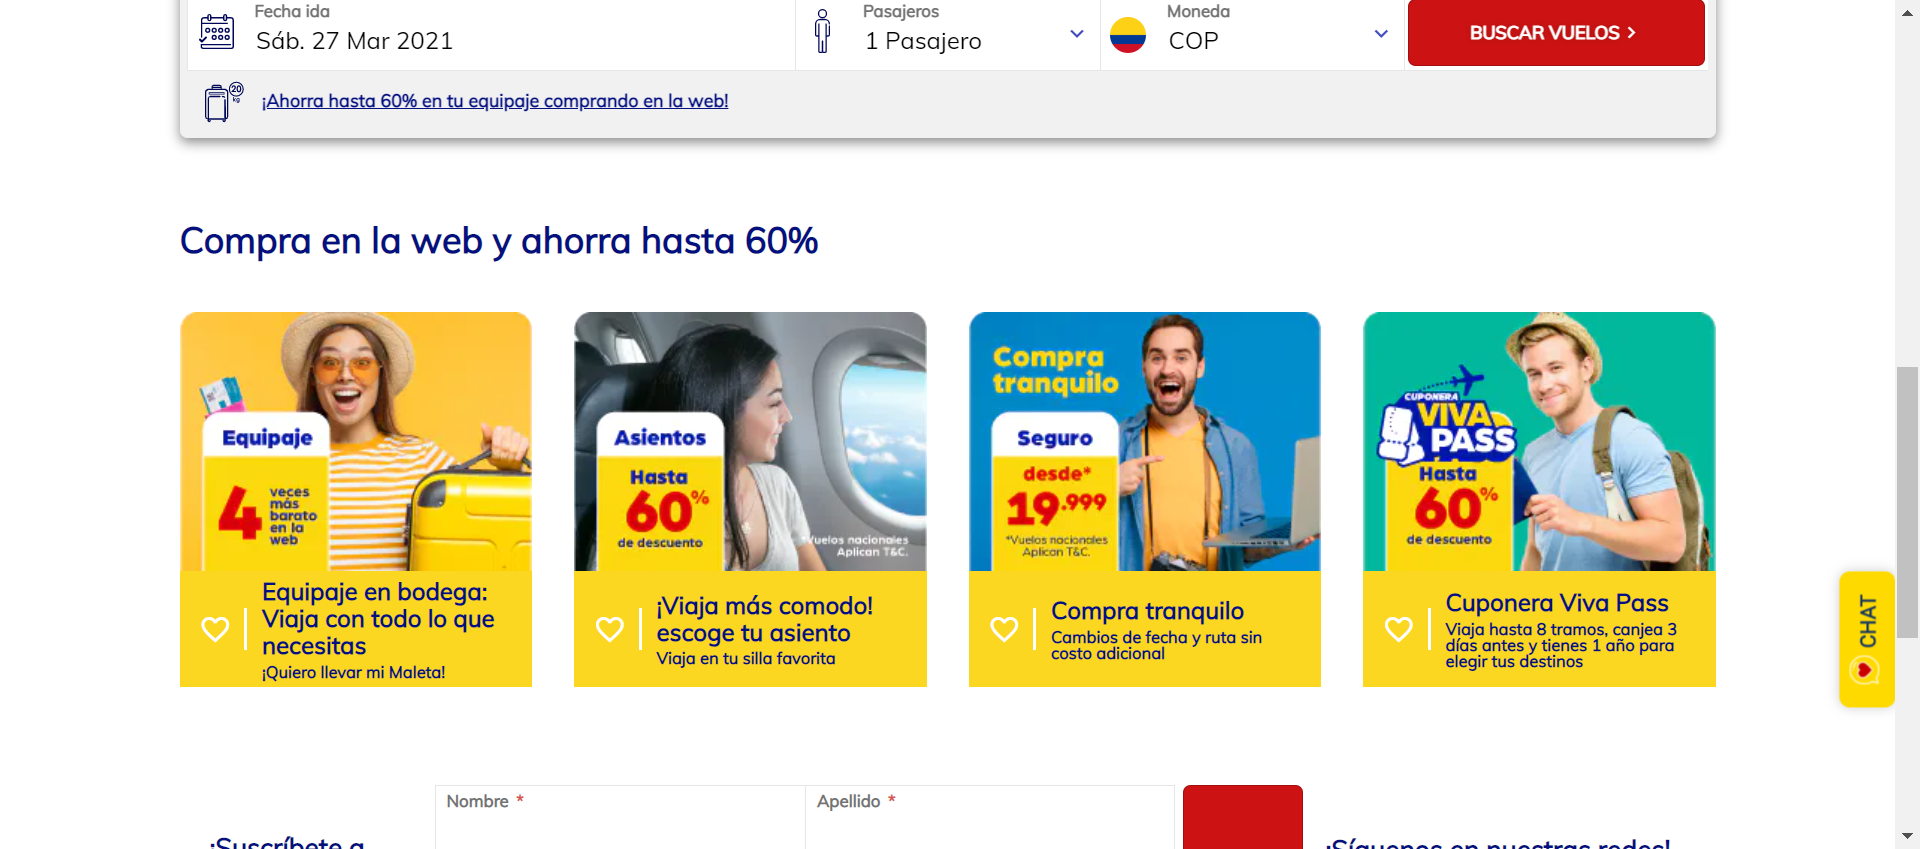 Fecha ida
Sáb. 27 Mar 2021
Pasajeros
1 Pasajero
Moneda
COP
BUSCAR VUELOS
20
kg
¡Ahorra hasta 60% en tu equipaje comprando en la web!
Compra en la web y ahorra hasta 60%
Equipaje
4 veces
más
barato
en la
web
Equipaje en bodega:
Viaja con todo lo que
necesitas
¡Quiero llevar mi Maleta!
Asientos
Hasta
60%
de descuento
*Vuelos nacionales
Aplican T&C.
¡Viaja más comodo!
escoge tu asiento
Viaja en tu silla favorita
Compra
tranquilo
Seguro
desde*
19.999
*Vuelos nacionales
Aplican T&C.
Compra tranquilo
Cambios de fecha y ruta sin
costo adicional
CUPONERA
VIVA
PASS
Hasta
60%
de descuento
Cuponera Viva Pass
Viaja hasta 8 tramos, canjea 3
días antes y tienes 1 año para
elegir tus destinos
CHAT
Nombre *
Apellido *
¡Suscríbete a
¡Síguenos en nuestras redes!